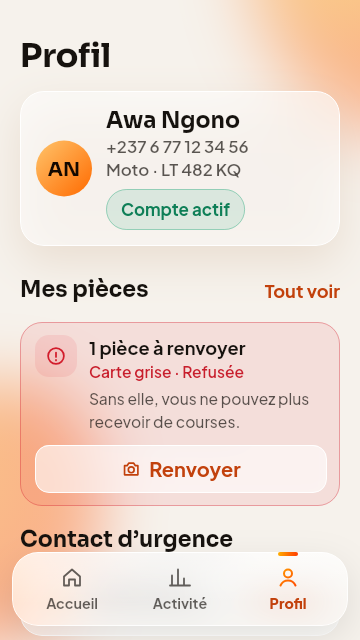 Profil
AN
Awa Ngono
+237 6 77 12 34 56
Moto · LT 482 KQ
Compte actif
Mes pièces
Tout voir
1 pièce à renvoyer
Carte grise · Refusée
Sans elle, vous ne pouvez plus
recevoir de courses.
Renvoyer
Contact d’urgence
Accueil
Activité
Profil